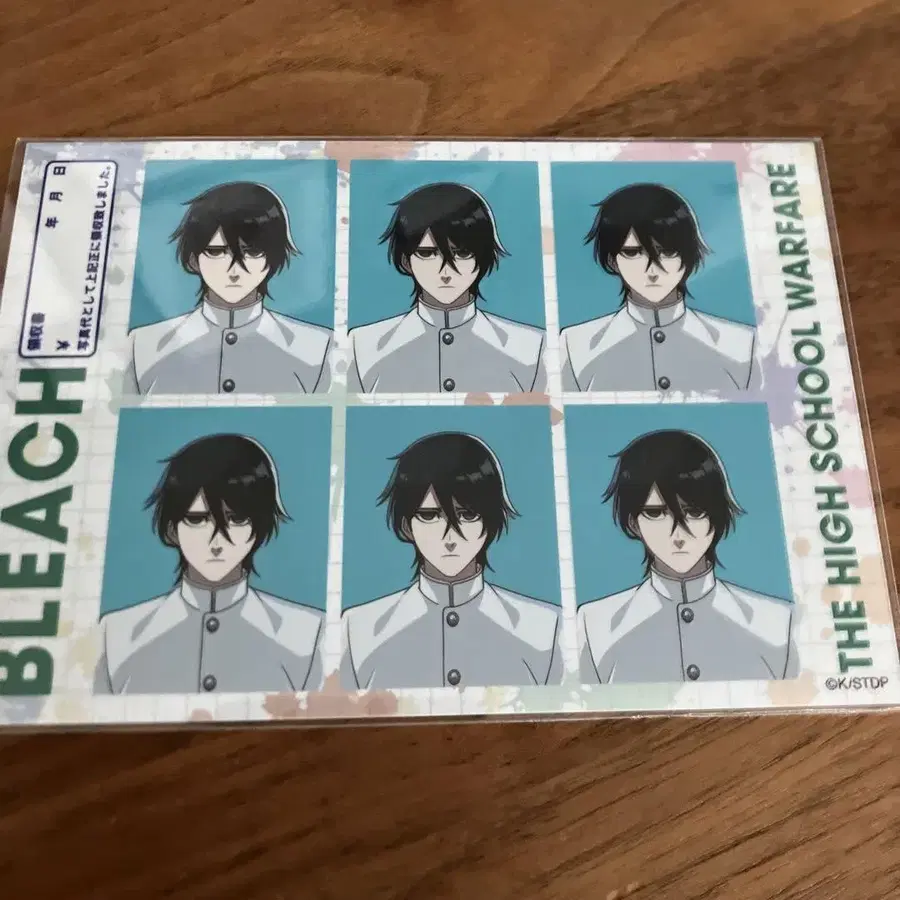 BLEACH
領収書
年 月 日
¥
写真代として上記正に領収致しました。
THE HIGH SCHOOL WARFARE
©K/STDP